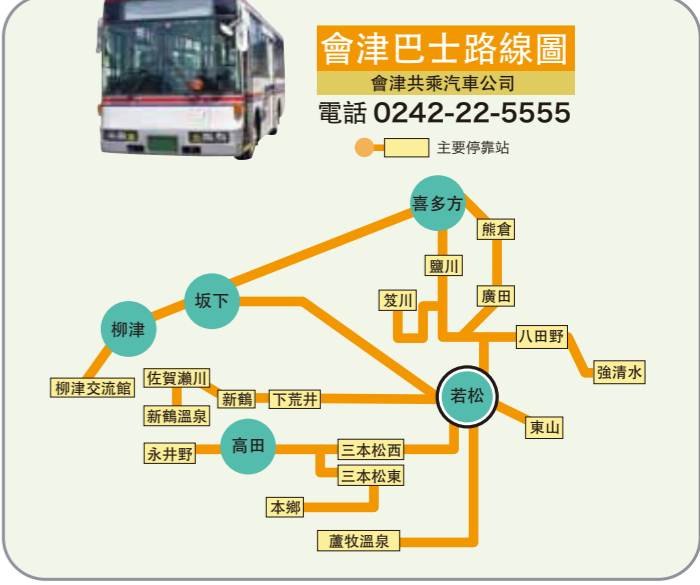 會津巴士路線圖
會津共乘汽車公司
電話 0242-22-5555
主要停靠站
喜多方
熊倉
鹽川
笈川
廣田
坂下
柳津
八田野
強清水
柳津交流館
佐賀瀨川
新鶴
下荒井
若松
新鶴溫泉
東山
永井野
高田
三本松西
三本松東
本鄉
蘆牧溫泉